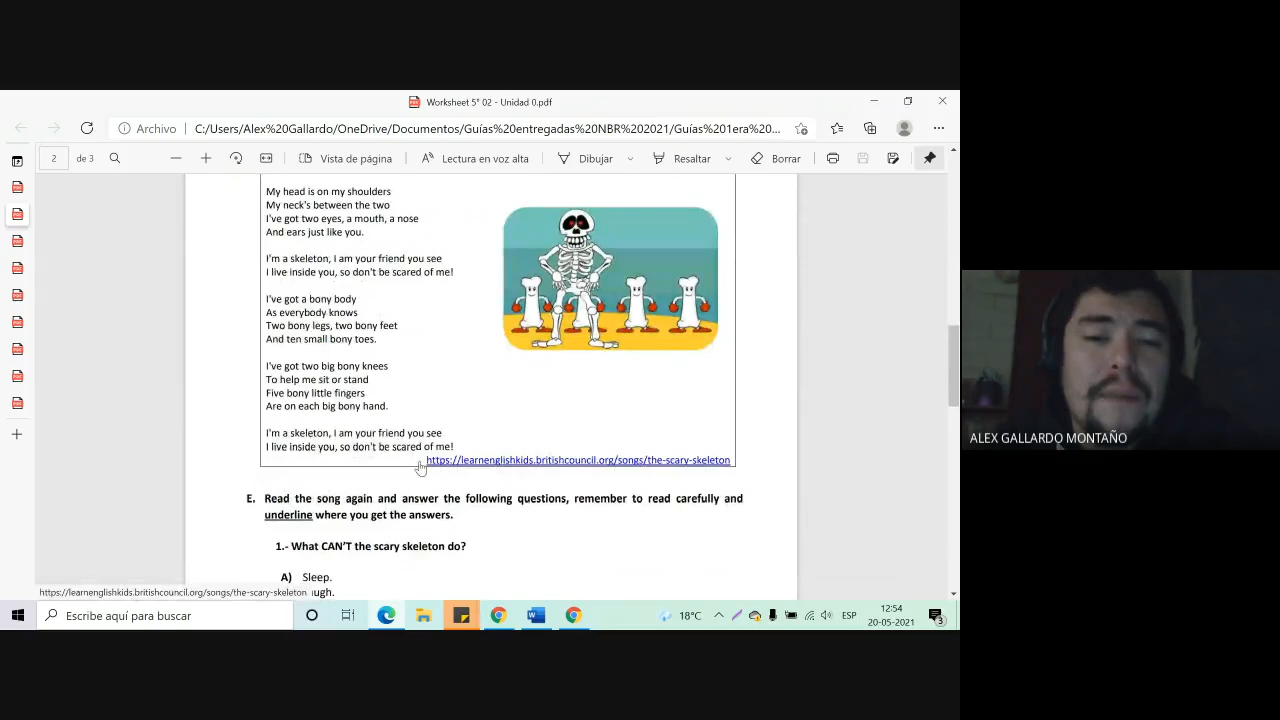 Worksheet 5° 02 - Unidad 0.pdf
Archivo
C:/Users/Alex%20Gallardo/OneDrive/Documentos/Guías%20entregadas%20NBR%202021/Guías%201era%20...
2
de 3
Vista de página
Lectura en voz alta
Dibujar
Resaltar
Borrar
My head is on my shoulders
My neck's between the two
I've got two eyes, a mouth, a nose
And ears just like you.
I'm a skeleton, I am your friend you see
I live inside you, so don't be scared of me!
I've got a bony body
As everybody knows
Two bony legs, two bony feet
And ten small bony toes.
I've got two big bony knees
To help me sit or stand
Five bony little fingers
Are on each big bony hand.
I'm a skeleton, I am your friend you see
I live inside you, so don't be scared of me!
https://learnenglishkids.britishcouncil.org/songs/the-scary-skeleton
E. Read the song again and answer the following questions, remember to read carefully and
underline where you get the answers.
1.- What CAN'T the scary skeleton do?
A) Sleep.
ugh.
https://learnenglishkids.britishcouncil.org/songs/the-scary-skeleton
Escribe aquí para buscar
18°C
ESP
12:54
20-05-2021
3
ALEX GALLARDO MONTAÑO